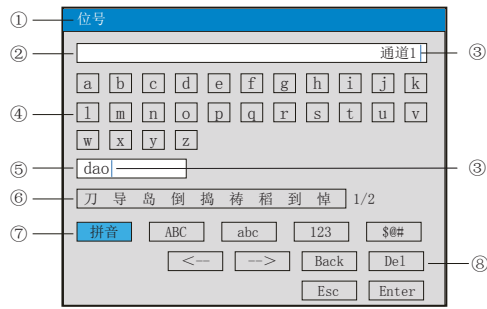 ① 位号
② 通道1 ③
a b c d e f g h i j k
④ l m n o p q r s t u v
w x y z
⑤ dao ③
⑥ 刀 导 岛 倒 捣 祷 稻 到 悼 1/2
⑦ 拼音 ABC abc 123 $@#
<-- --> Back Del ⑧
Esc Enter